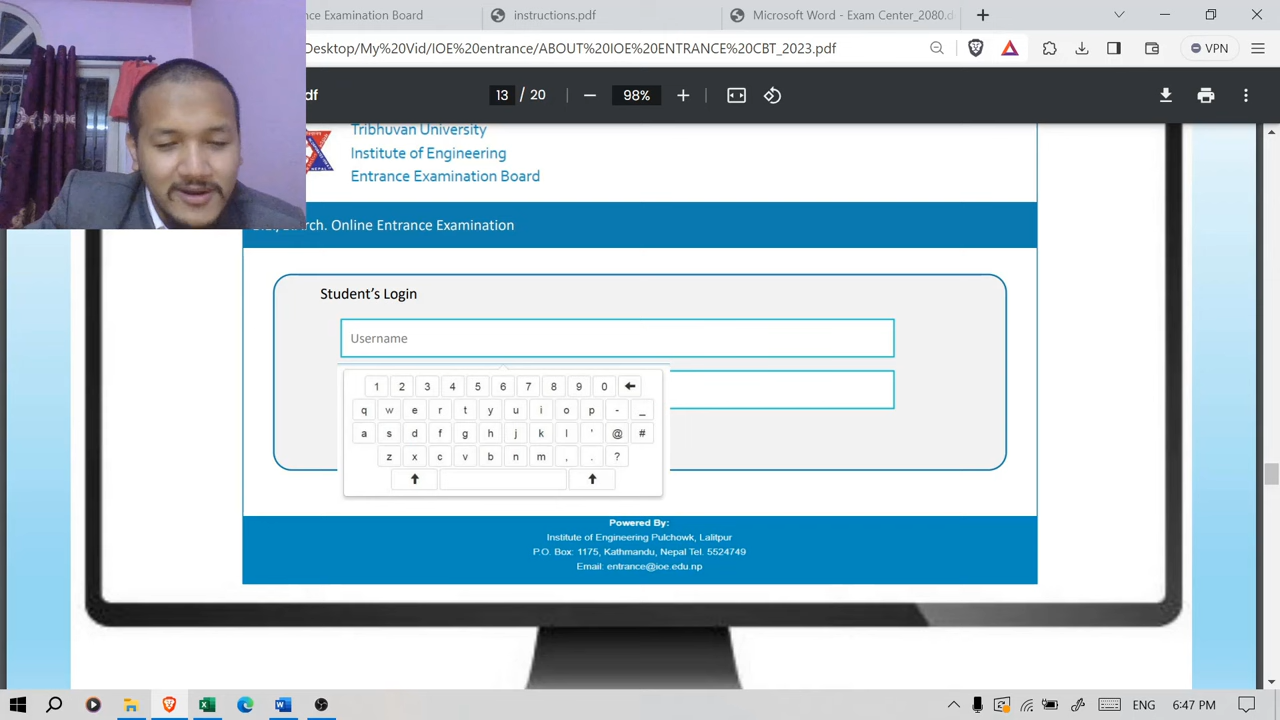 ence Examination Board
instructions.pdf
Microsoft Word - Exam Center_2080.d
Desktop/My%20Vid/IOE%20entrance/ABOUT%20IOE%20ENTRANCE%20CBT_2023.pdf
VPN
df
13 / 20
98%
Tribhuvan University
Institute of Engineering
Entrance Examination Board
rch. Online Entrance Examination
Student's Login
Username
1 2 3 4 5 6 7 8 9 0
q w e r t y u i o p - _
a s d f g h j k l ' @ #
z x c v b n m , . ?
Powered By:
Institute of Engineering Pulchowk, Lalitpur
P.O. Box: 1175, Kathmandu, Nepal Tel. 5524749
Email: entrance@ioe.edu.np
ENG
6:47 PM